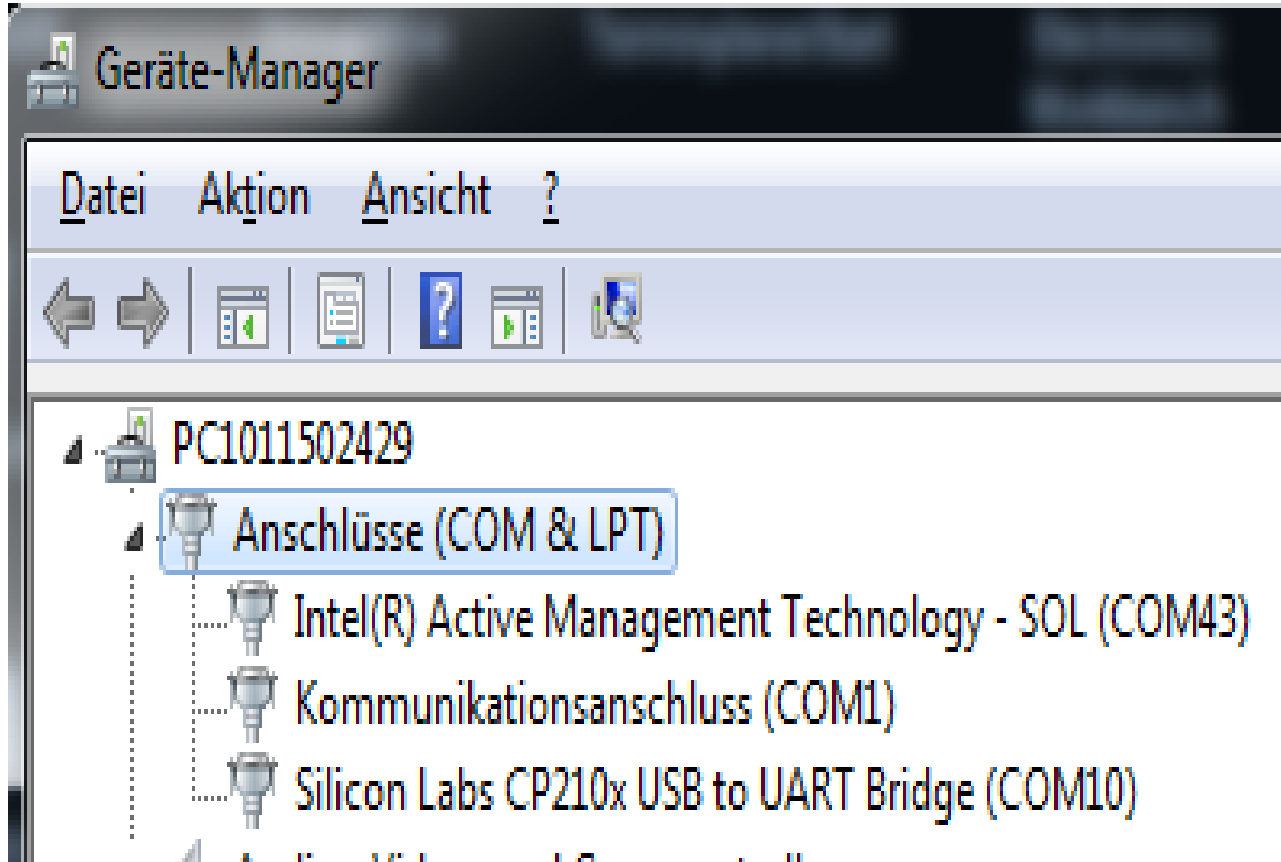 Geräte-Manager
Datei Aktion Ansicht ?
PC1011502429
Anschlüsse (COM & LPT)
Intel(R) Active Management Technology - SOL (COM43)
Kommunikationsanschluss (COM1)
Silicon Labs CP210x USB to UART Bridge (COM10)